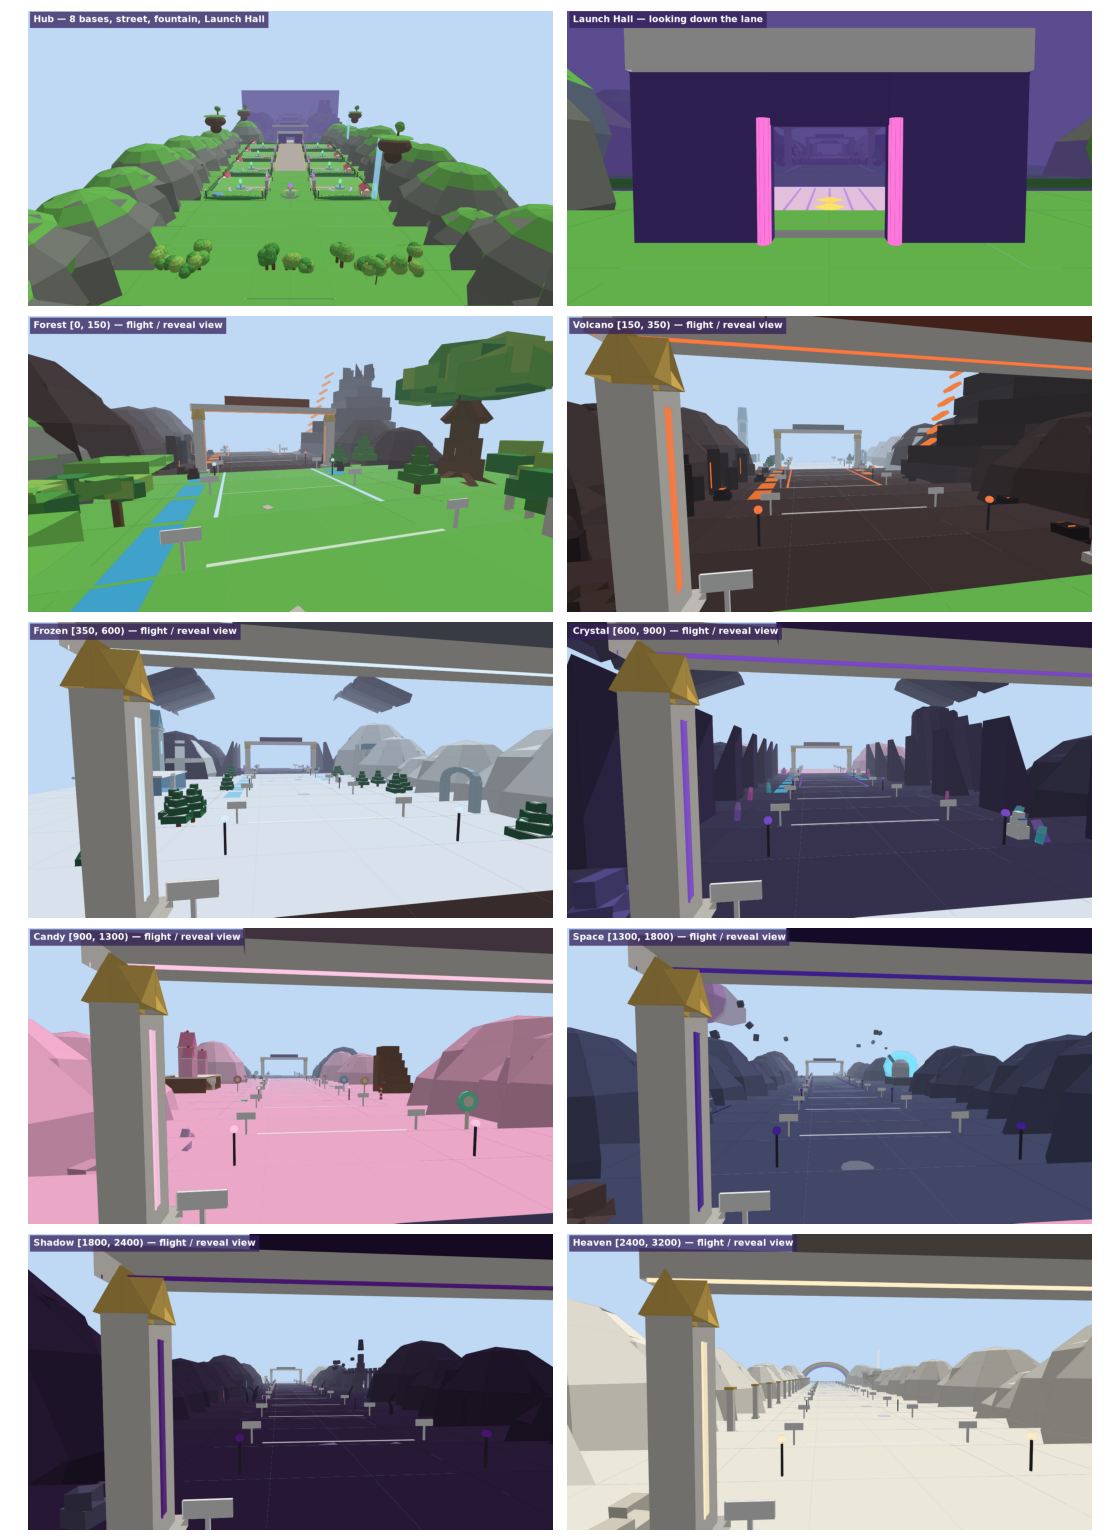 Hub — 8 bases, street, fountain, Launch Hall
Launch Hall — looking down the lane
Forest [0, 150) — flight / reveal view
Volcano [150, 350) — flight / reveal view
Frozen [350, 600) — flight / reveal view
Crystal [600, 900) — flight / reveal view
Candy [900, 1300) — flight / reveal view
Space [1300, 1800) — flight / reveal view
Shadow [1800, 2400) — flight / reveal view
Heaven [2400, 3200) — flight / reveal view